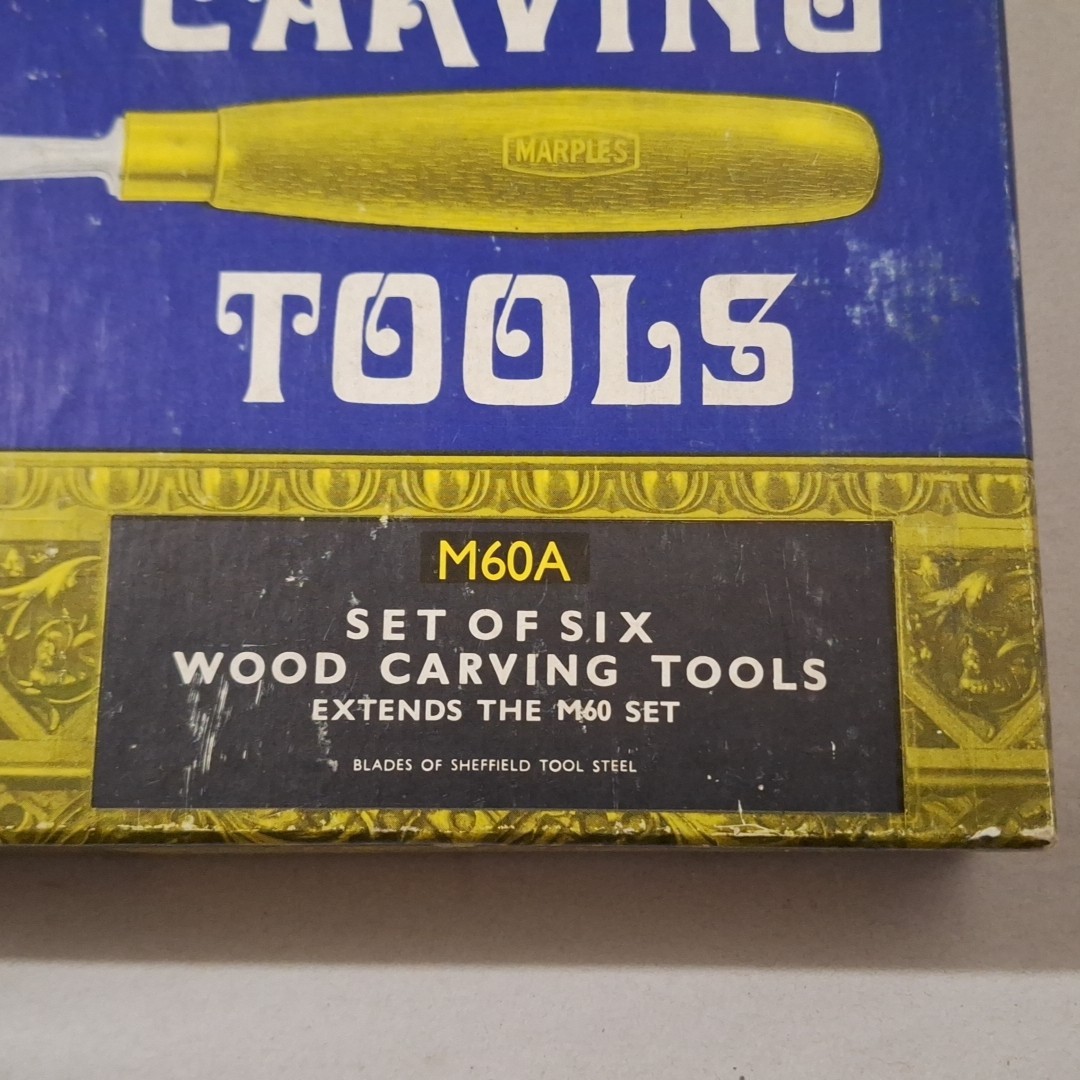 CARVING
MARPLES
TOOLS
M60A
SET OF SIX
WOOD CARVING TOOLS
EXTENDS THE M60 SET
BLADES OF SHEFFIELD TOOL STEEL